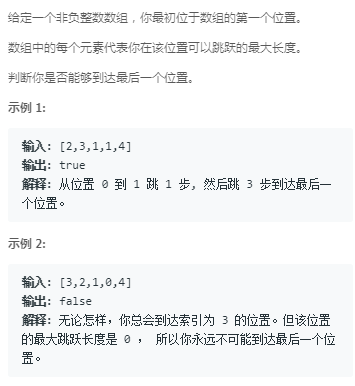 给定一个非负整数数组，你最初位于数组的第一个位置。
数组中的每个元素代表你在该位置可以跳跃的最大长度。
判断你是否能够到达最后一个位置。
示例 1:
输入: [2,3,1,1,4]
输出: true
解释: 从位置 0 到 1 跳 1 步, 然后跳 3 步到达最后一
个位置。
示例 2:
输入: [3,2,1,0,4]
输出: false
解释: 无论怎样，你总会到达索引为 3 的位置。但该位置
的最大跳跃长度是 0 ， 所以你永远不可能到达最后一个位
置。